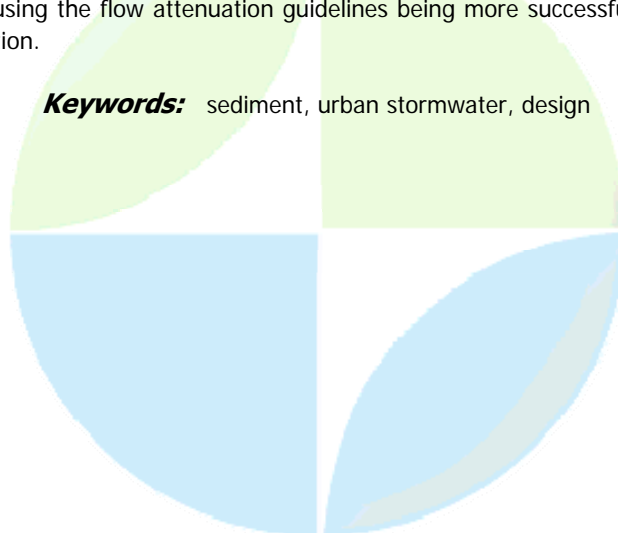 using the flow attenuation guidelines being more successfu
ion.
Keywords: sediment, urban stormwater, design